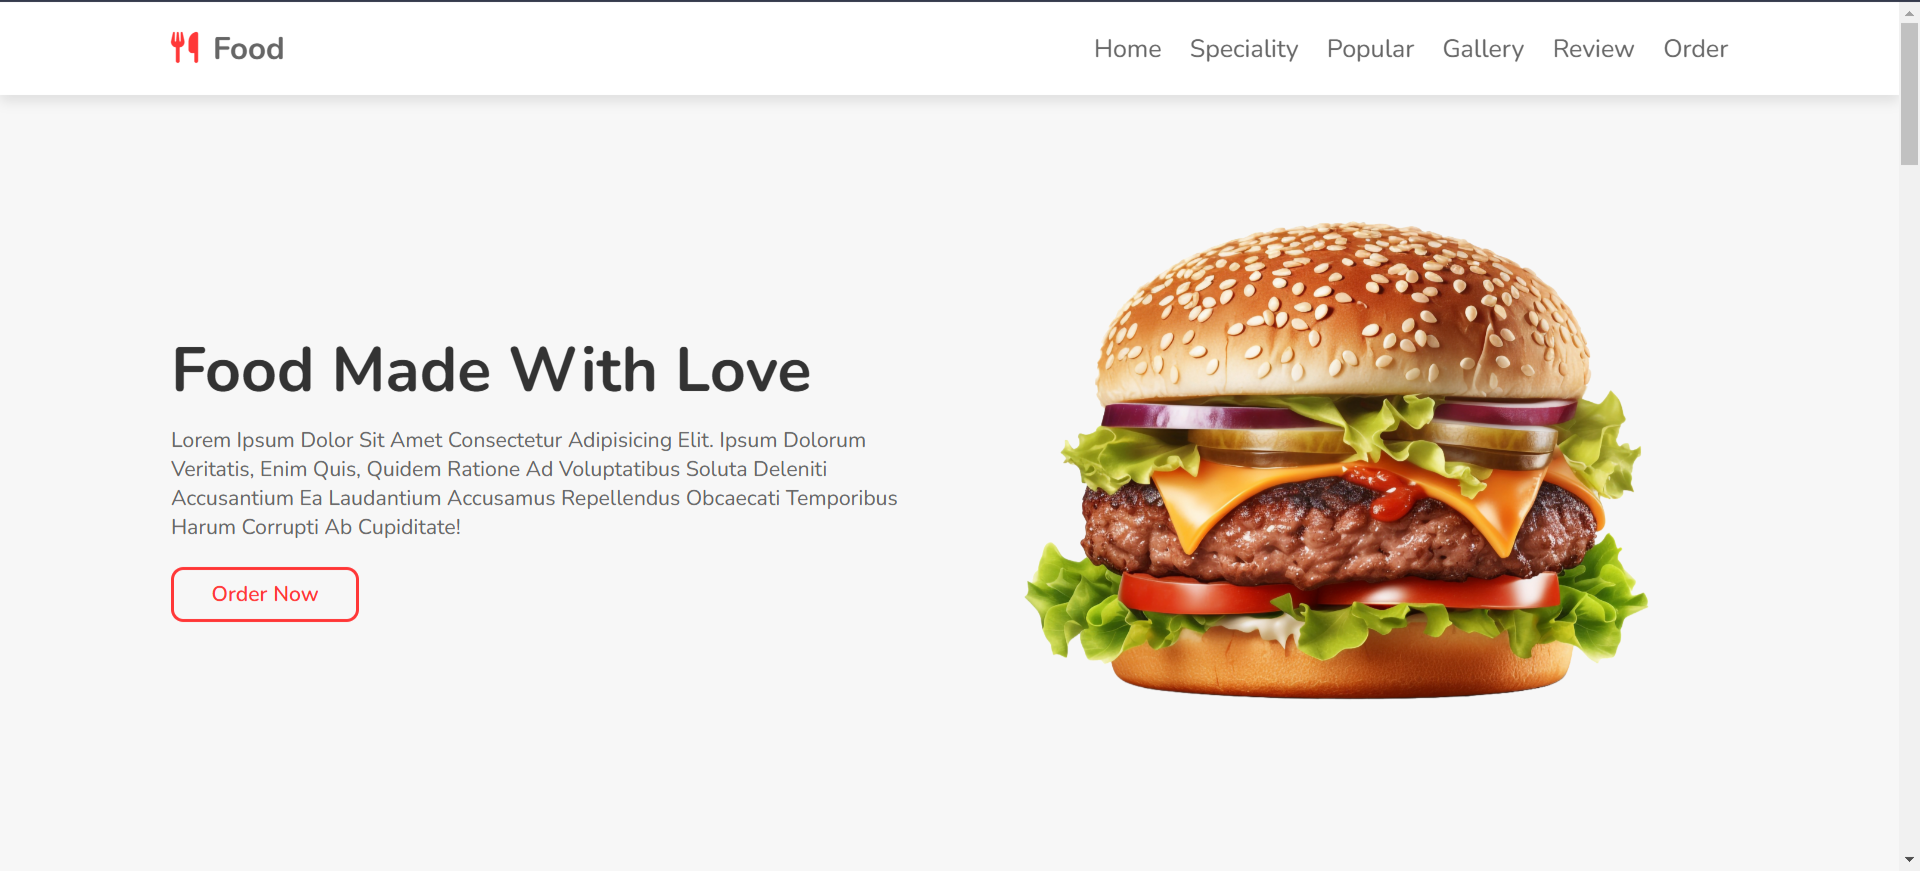 Food
Home Speciality Popular Gallery Review Order
Food Made With Love
Lorem Ipsum Dolor Sit Amet Consectetur Adipisicing Elit. Ipsum Dolorum
Veritatis, Enim Quis, Quidem Ratione Ad Voluptatibus Soluta Deleniti
Accusantium Ea Laudantium Accusamus Repellendus Obcaecati Temporibus
Harum Corrupti Ab Cupiditate!
Order Now